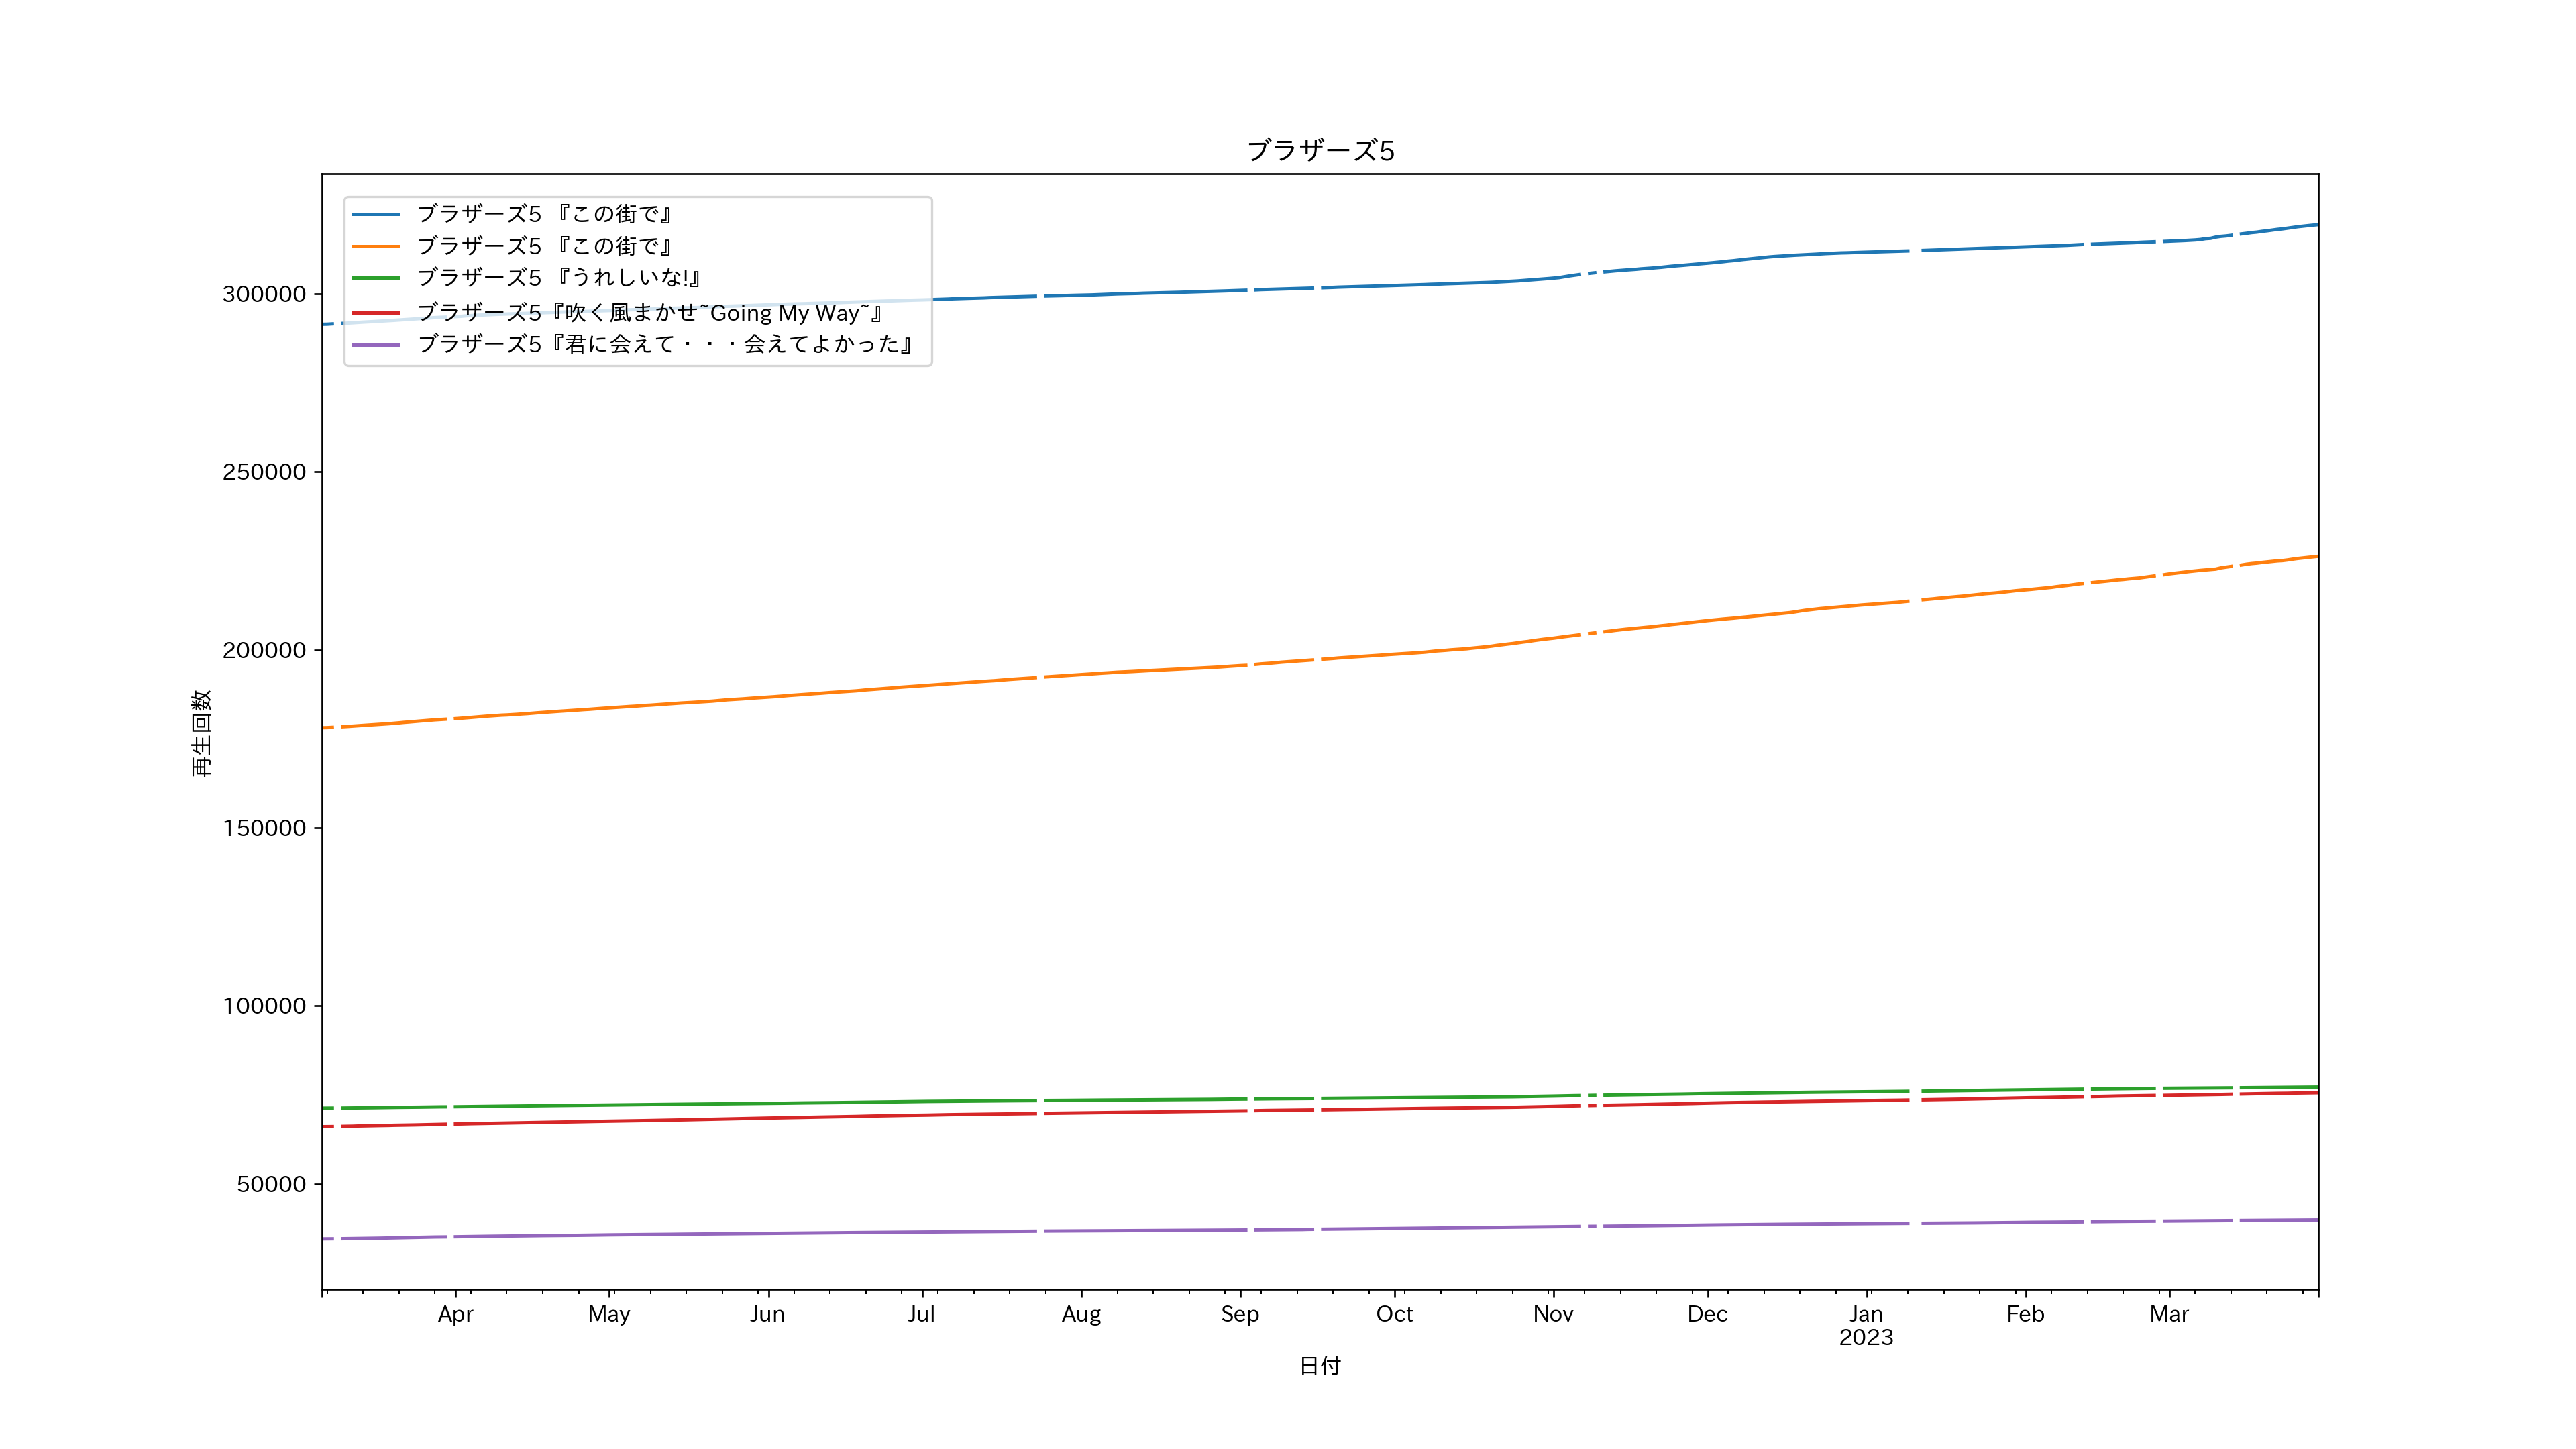 ブラザーズ5
ブラザーズ5 『この街で』
ブラザーズ5 『この街で』
ブラザーズ5 『うれしいな!』
ブラザーズ5『吹く風まかせ~Going My Way~』
ブラザーズ5『君に会えて・・・会えてよかった』
300000
250000
200000
150000
100000
50000
再生回数
Apr May Jun Jul Aug Sep Oct Nov Dec Jan Feb Mar
2023
日付